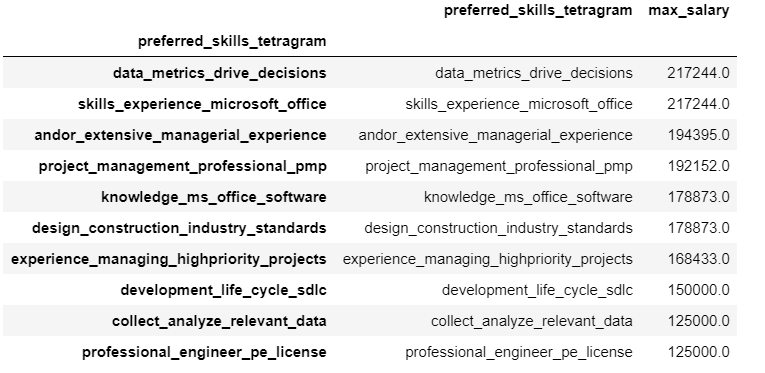 preferred_skills_tetragram max_salary
preferred_skills_tetragram
data_metrics_drive_decisions data_metrics_drive_decisions 217244.0
skills_experience_microsoft_office skills_experience_microsoft_office 217244.0
andor_extensive_managerial_experience andor_extensive_managerial_experience 194395.0
project_management_professional_pmp project_management_professional_pmp 192152.0
knowledge_ms_office_software knowledge_ms_office_software 178873.0
design_construction_industry_standards design_construction_industry_standards 178873.0
experience_managing_highpriority_projects experience_managing_highpriority_projects 168433.0
development_life_cycle_sdlc development_life_cycle_sdlc 150000.0
collect_analyze_relevant_data collect_analyze_relevant_data 125000.0
professional_engineer_pe_license professional_engineer_pe_license 125000.0